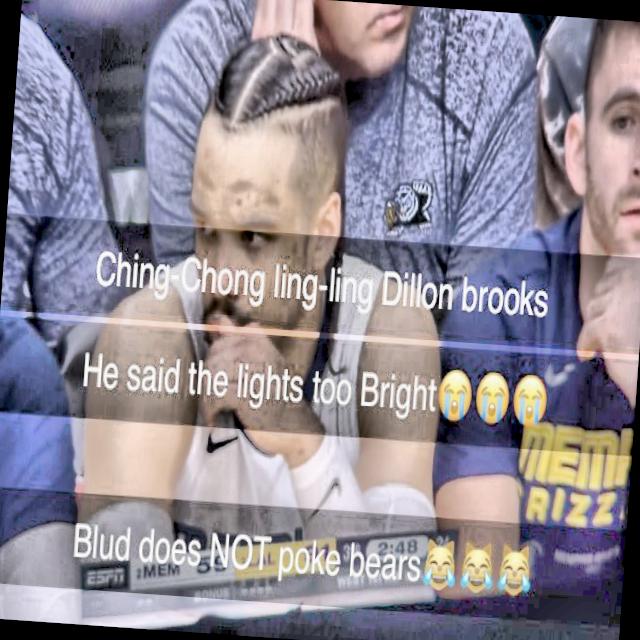 Ching-Chong ling-ling Dillon brooks
He said the lights too Bright😭😭😭
MEM
RIZZ
Blud does NOT poke bears😹😹😹
ESPN
MEM
2:48